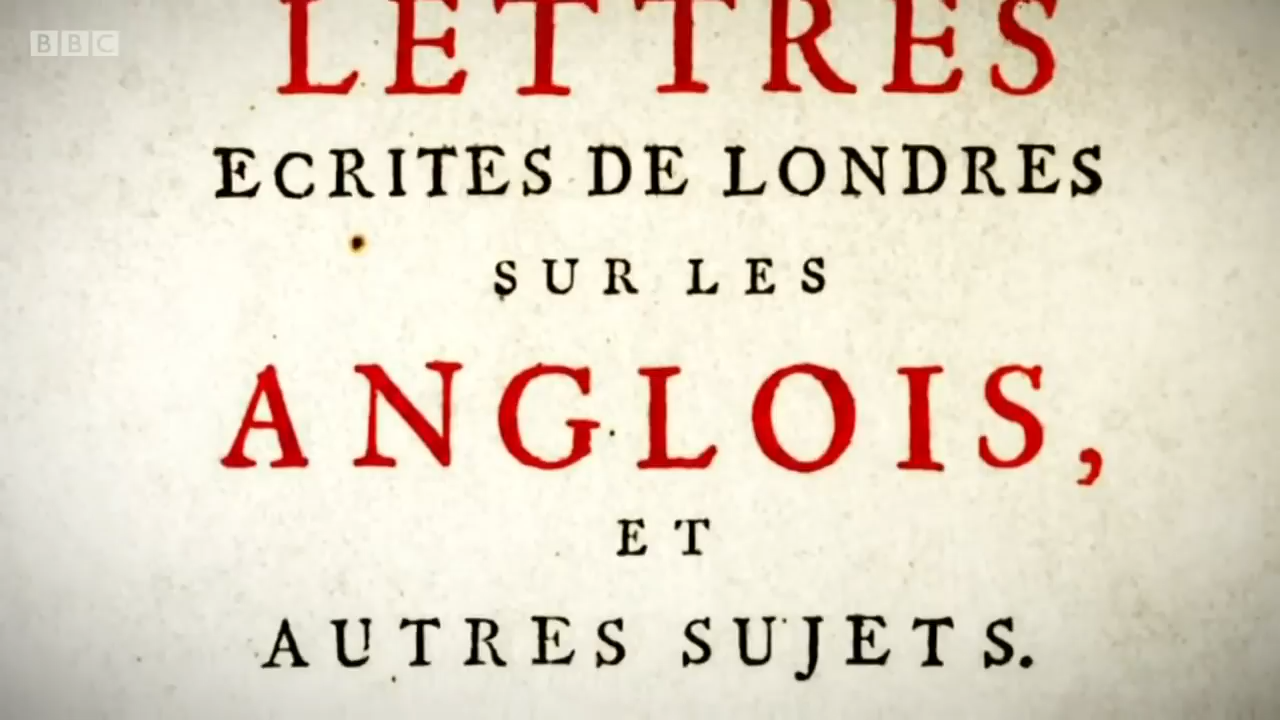 BBC
LETTRES
ECRITES DE LONDRES
SUR LES
ANGLOIS,
ET
AUTRES SUJETS.